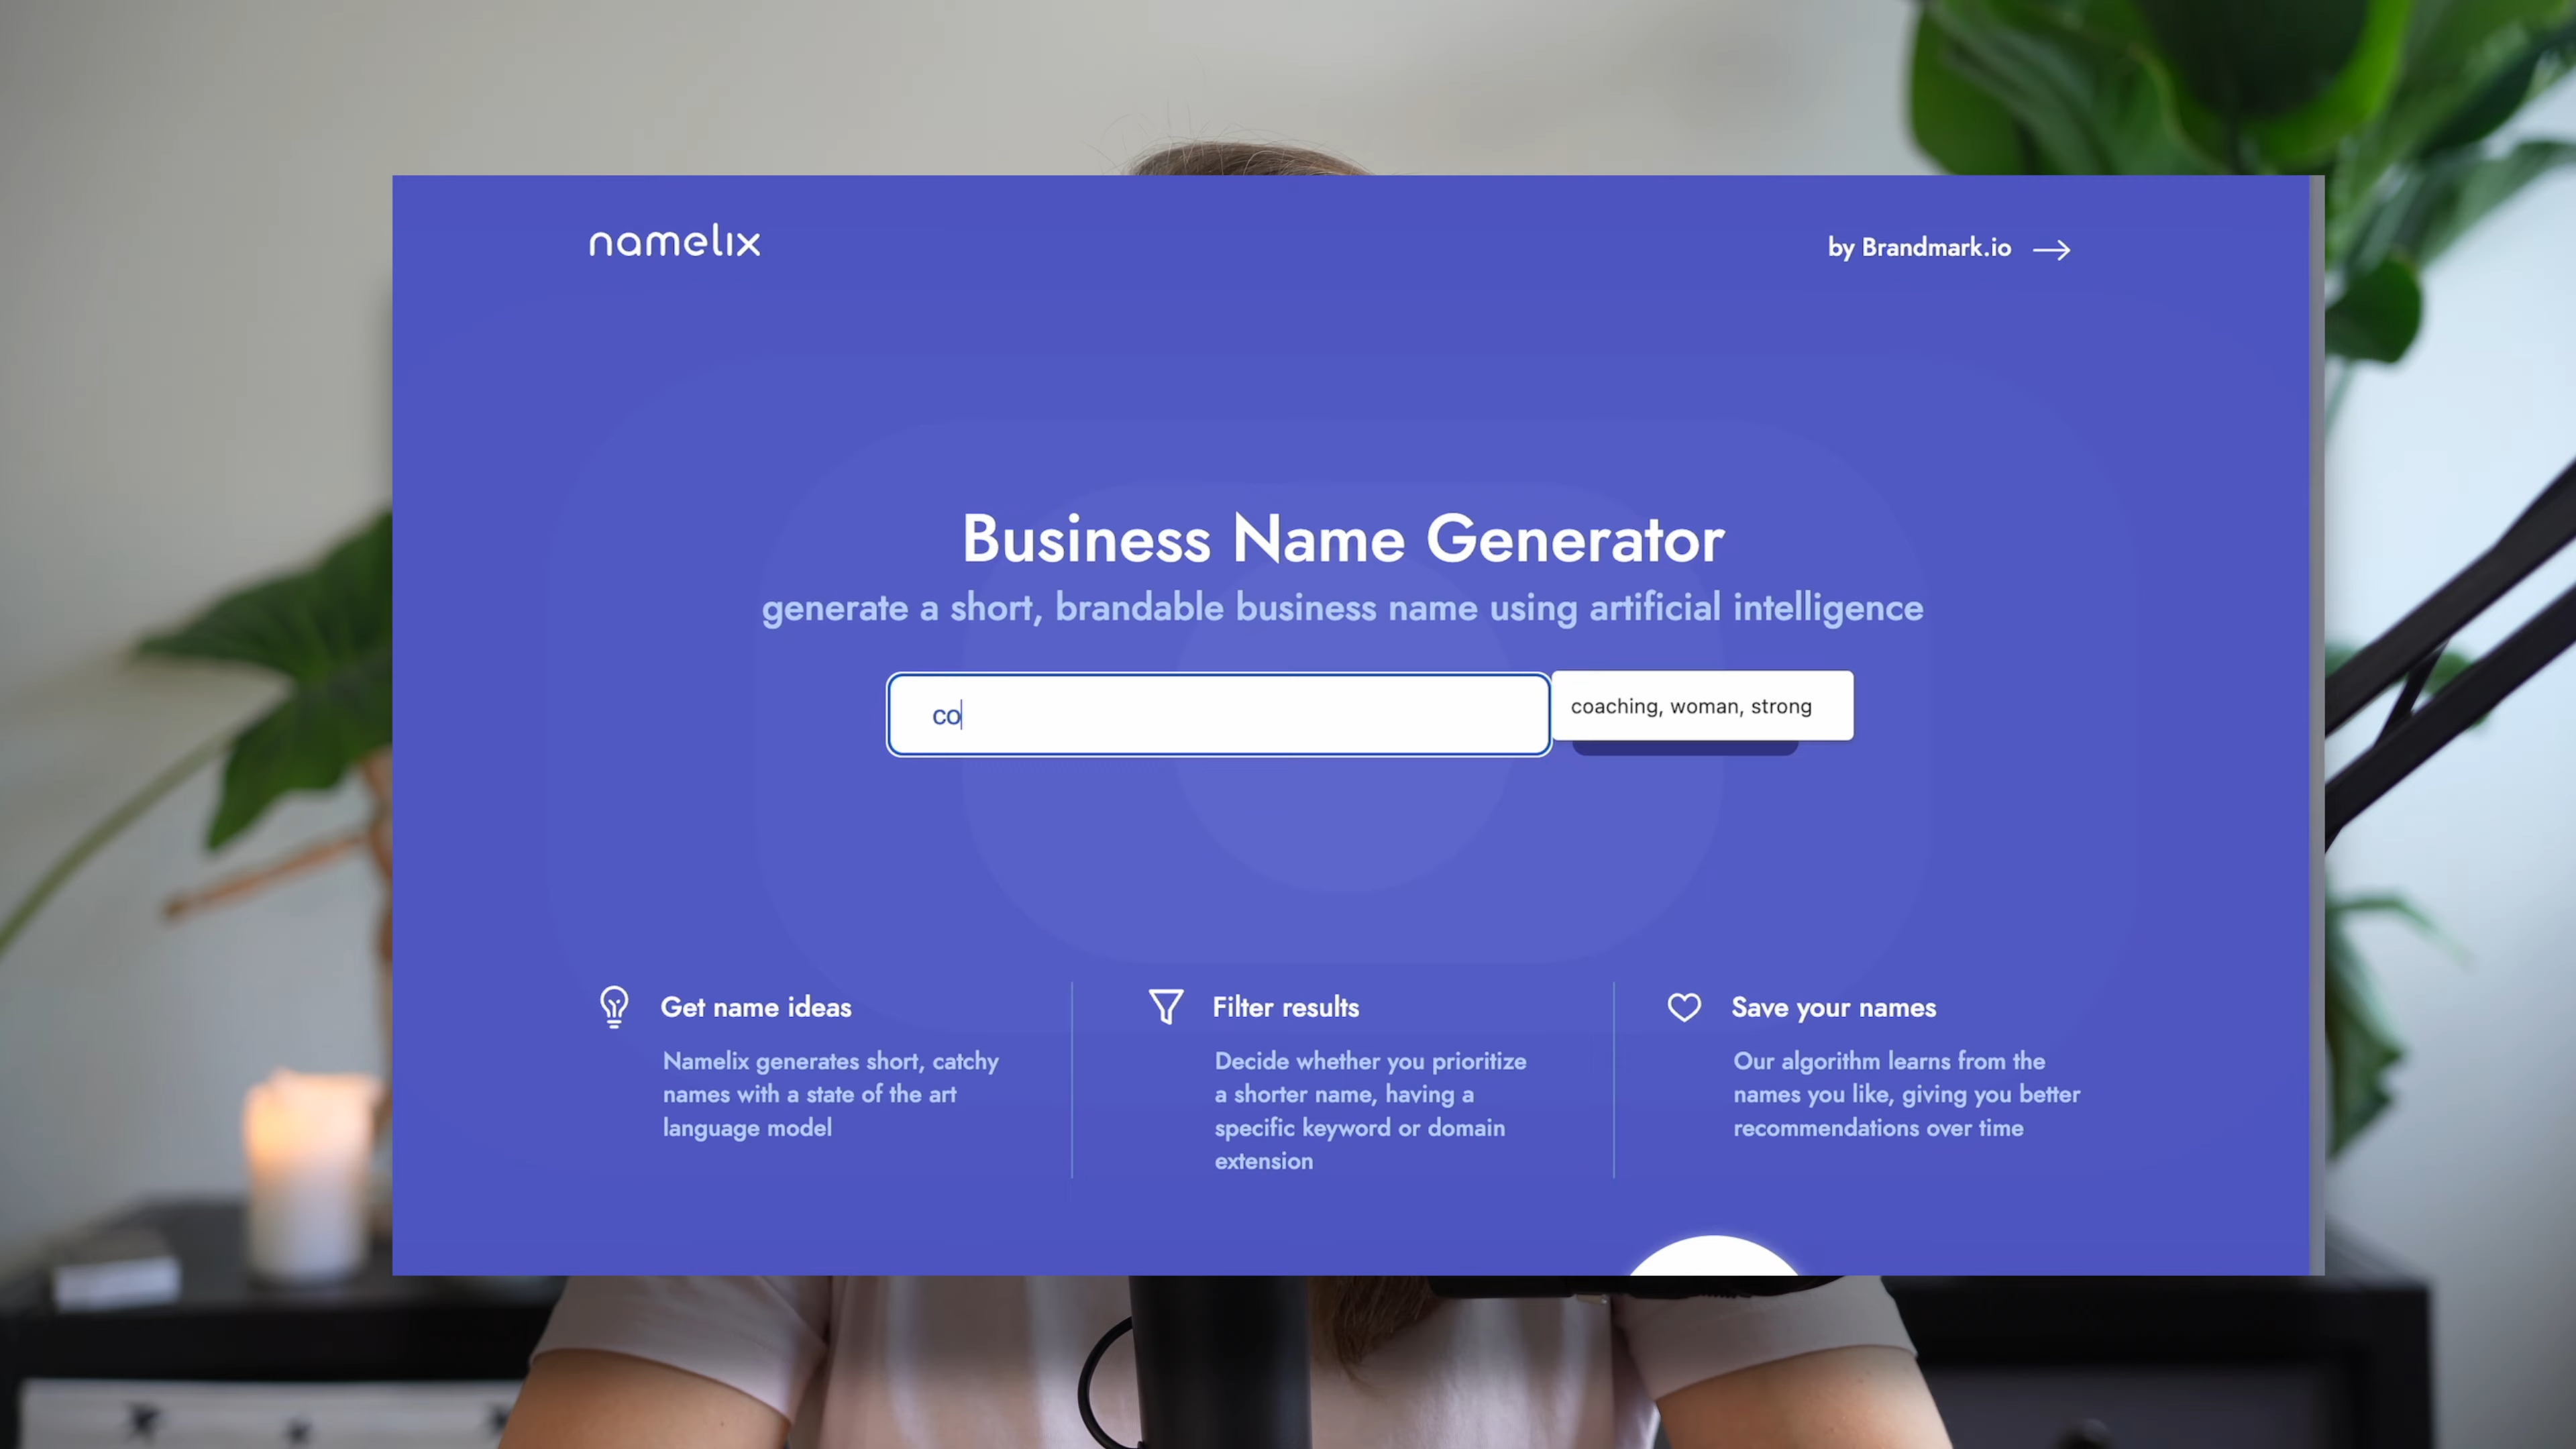 namelix
by Brandmark.io
Business Name Generator
generate a short, brandable business name using artificial intelligence
co
coaching, woman, strong
Get name ideas
Namelix generates short, catchy
names with a state of the art
language model
Filter results
Decide whether you prioritize
a shorter name, having a
specific keyword or domain
extension
Save your names
Our algorithm learns from the
names you like, giving you better
recommendations over time